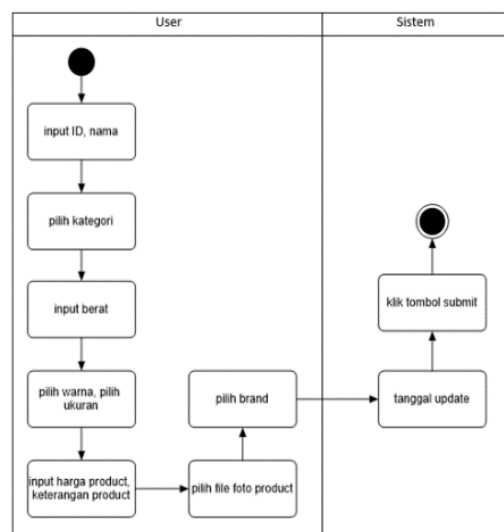 User
Sistem
input ID, nama
pilih kategori
input berat
pilih warna, pilih
ukuran
input harga product,
keterangan product
pilih file foto product
pilih brand
tanggal update
klik tombol submit